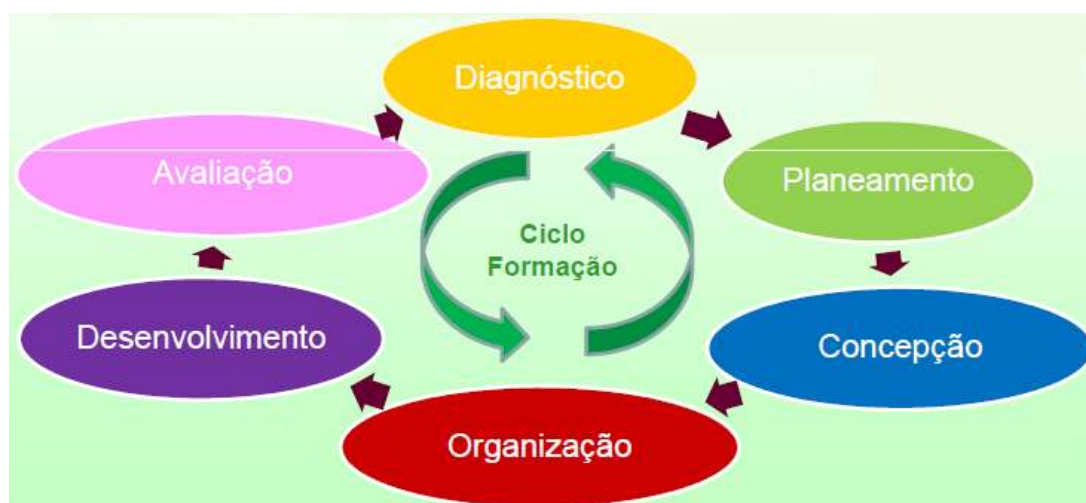 Diagnóstico
Planeamento
Concepção
Organização
Desenvolvimento
Avaliação
Ciclo
Formação